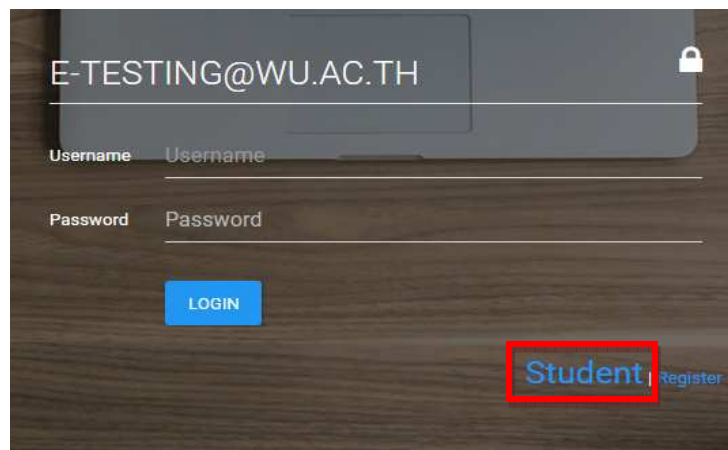 E-TESTING@WU.AC.TH
Username Username
Password Password
LOGIN
Student | Register